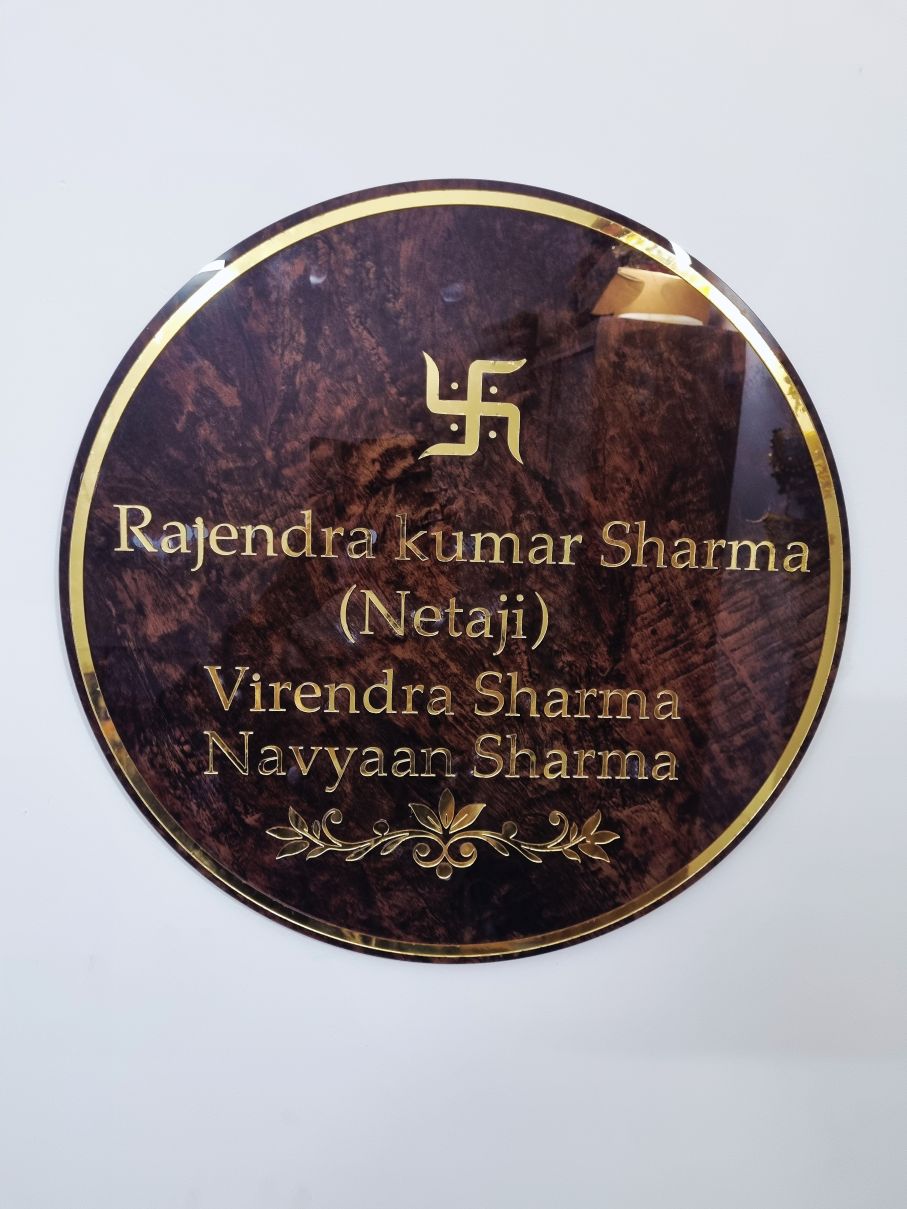 Rajendra kumar Sharma
(Netaji)
Virendra Sharma
Navyaan Sharma